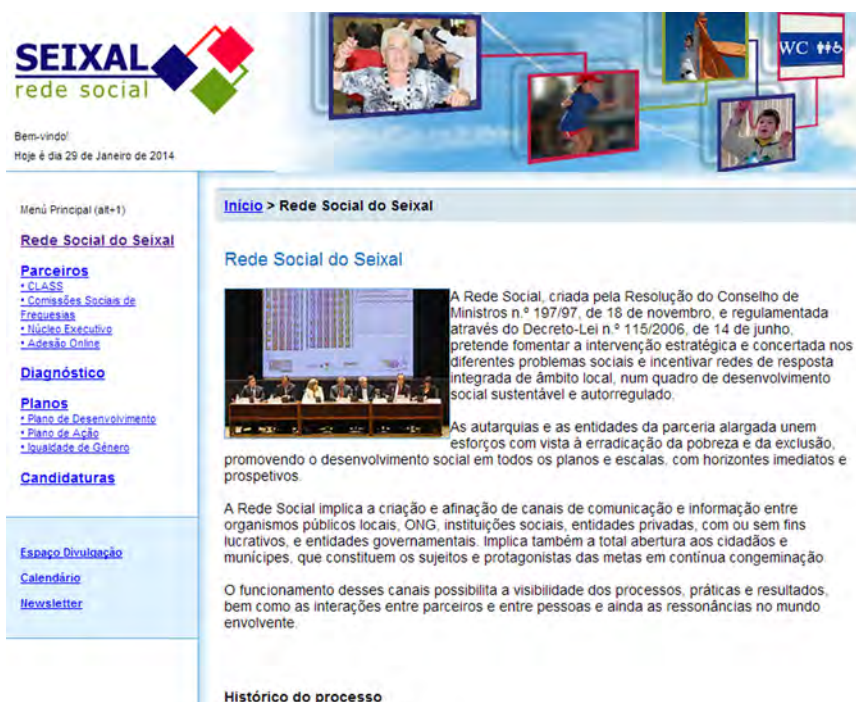 SEIXAL
rede social
WC
Bem-vindo!
Hoje é dia 29 de Janeiro de 2014
Menú Principal (alt+1)
Rede Social do Seixal
Parceiros
• CLASS
• Comissões Sociais de
Freguesias
• Núcleo Executivo
• Adesão Online
Diagnóstico
Planos
• Plano de Desenvolvimento
• Plano de Ação
• Igualdade de Género
Candidaturas
Espaço Divulgação
Calendário
Newsletter
Início > Rede Social do Seixal
Rede Social do Seixal
A Rede Social, criada pela Resolução do Conselho de
Ministros n.º 197/97, de 18 de novembro, e regulamentada
através do Decreto-Lei n.º 115/2006, de 14 de junho,
pretende fomentar a intervenção estratégica e concertada nos
diferentes problemas sociais e incentivar redes de resposta
integrada de âmbito local, num quadro de desenvolvimento
social sustentável e autorregulado.
As autarquias e as entidades da parceria alargada unem
esforços com vista à erradicação da pobreza e da exclusão,
promovendo o desenvolvimento social em todos os planos e escalas, com horizontes imediatos e
prospetivos.
A Rede Social implica a criação e afinação de canais de comunicação e informação entre
organismos públicos locais, ONG, instituições sociais, entidades privadas, com ou sem fins
lucrativos, e entidades governamentais. Implica também a total abertura aos cidadãos e
munícipes, que constituem os sujeitos e protagonistas das metas em contínua congeminação.
O funcionamento desses canais possibilita a visibilidade dos processos, práticas e resultados,
bem como as interações entre parceiros e entre pessoas e ainda as ressonâncias no mundo
envolvente.
Histórico do processo